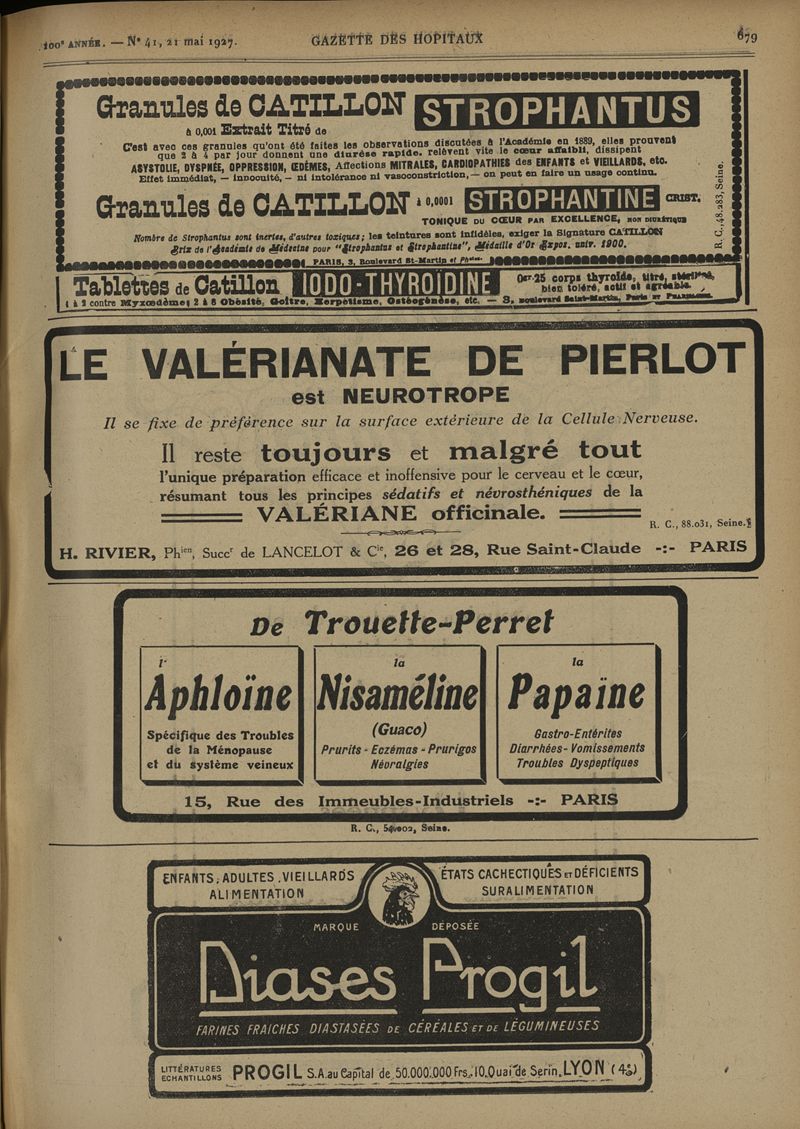 100e ANNÉE. — N° 41, 21 mai 1927.
GAZETTE DES HOPITAUX
679
Granules de CATILLON STROPHANTUS
à 0,001 Extrait Titré de
C'est avec ces granules qu'ont été faites les observations discutées à l'Académie en 1889, elles prouvent
que 2 à 4 par jour donnent une diurèse rapide, relèvent vite le cœur affaibli, dissipent
ASYSTOLIE, DYSPNÉE, OPPRESSION, ŒDÈMES, Affections MITRALES, CARDIOPATHIES des ENFANTS et VIEILLARDS, etc.
Effet immédiat, — innocuité, — ni intolérance ni vasoconstriction, — on peut en faire un usage continu.
Granules de CATILLON à 0,0001 STROPHANTINE CRIST.
TONIQUE DU CŒUR PAR EXCELLENCE, NON DIURÉTIQUE
Nombre de Strophantus sont inertes, d'autres toxiques; les teintures sont infidèles, exiger la Signature CATILLON
Prix de l'Académie de Médecine pour "Strophantus et Strophantine", Médaille d'Or Expos. univ. 1900.
PARIS, 3, Boulevard St-Martin et Phcies.
R. C., 48.283, Seine.
Tablettes de Catillon IODO-THYROÏDINE
0gr25 corps thyroïde, titré, stérilisé,
bien toléré, actif et agréable.
1 à 2 contre Myxœdème; 2 à 8 Obésité, Goître, Herpétisme, Ostéogénèse, etc. — 3, boulevard Saint-Martin, Paris ET PHARMACIES.
LE VALÉRIANATE DE PIERLOT
est NEUROTROPE
Il se fixe de préférence sur la surface extérieure de la Cellule Nerveuse.
Il reste toujours et malgré tout
l'unique préparation efficace et inoffensive pour le cerveau et le cœur,
résumant tous les principes sédatifs et névrosthéniques de la
VALÉRIANE officinale.
R. C., 88.031, Seine.
H. RIVIER, Phien, Succr de LANCELOT & Cie, 26 et 28, Rue Saint-Claude -:- PARIS
De Trouette-Perret
l'
Aphloïne
Spécifique des Troubles
de la Ménopause
et du système veineux
la
Nisaméline
(Guaco)
Prurits - Eczémas - Prurigos
Névralgies
la
Papaïne
Gastro-Entérites
Diarrhées - Vomissements
Troubles Dyspeptiques
15, Rue des Immeubles-Industriels -:- PARIS
R. C., Seine.
ENFANTS, ADULTES, VIEILLARDS
ALIMENTATION
ÉTATS CACHECTIQUES ET DÉFICIENTS
SURALIMENTATION
MARQUE DÉPOSÉE
Diases Progil
FARINES FRAICHES DIASTASÉES DE CÉRÉALES ET DE LÉGUMINEUSES
LITTÉRATURES
ECHANTILLONS
PROGIL S.A. au Capital de 50.000.000 Frs. 10. Quai de Serin. LYON (4e)